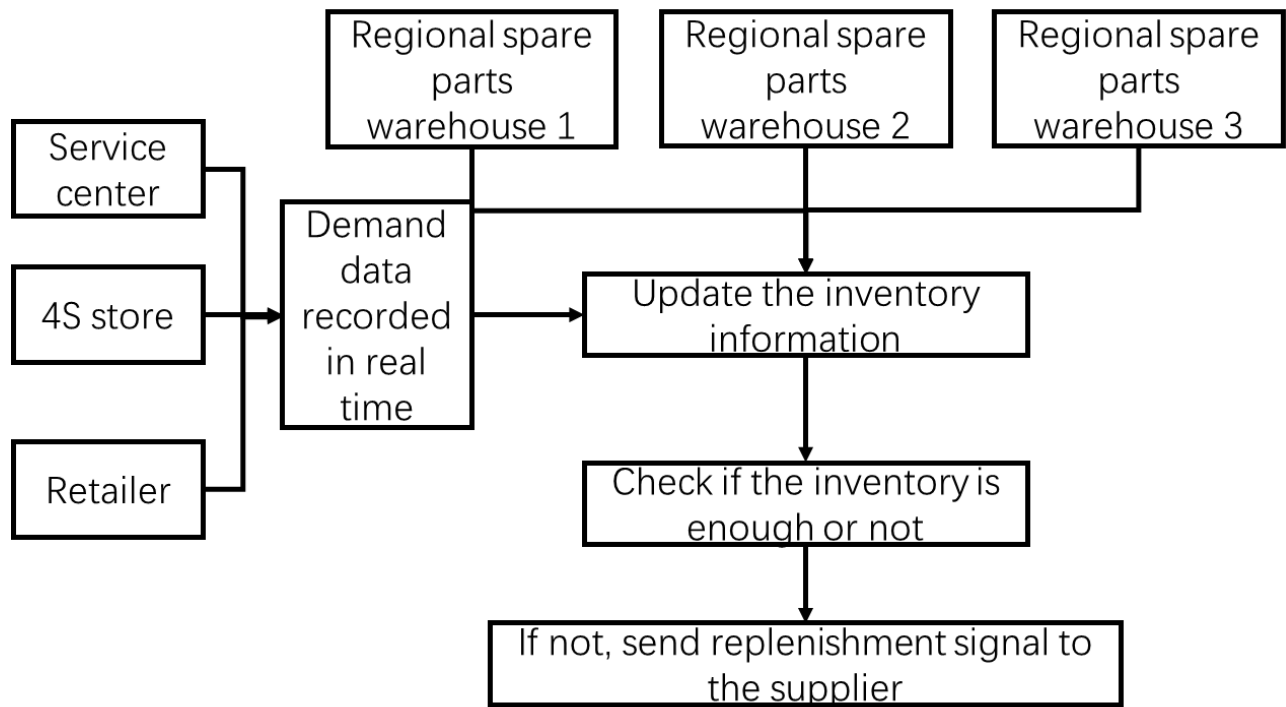 Regional spare
parts
warehouse 1
Regional spare
parts
warehouse 2
Regional spare
parts
warehouse 3
Service
center
4S store
Retailer
Demand
data
recorded
in real
time
Update the inventory
information
Check if the inventory is
enough or not
If not, send replenishment signal to
the supplier